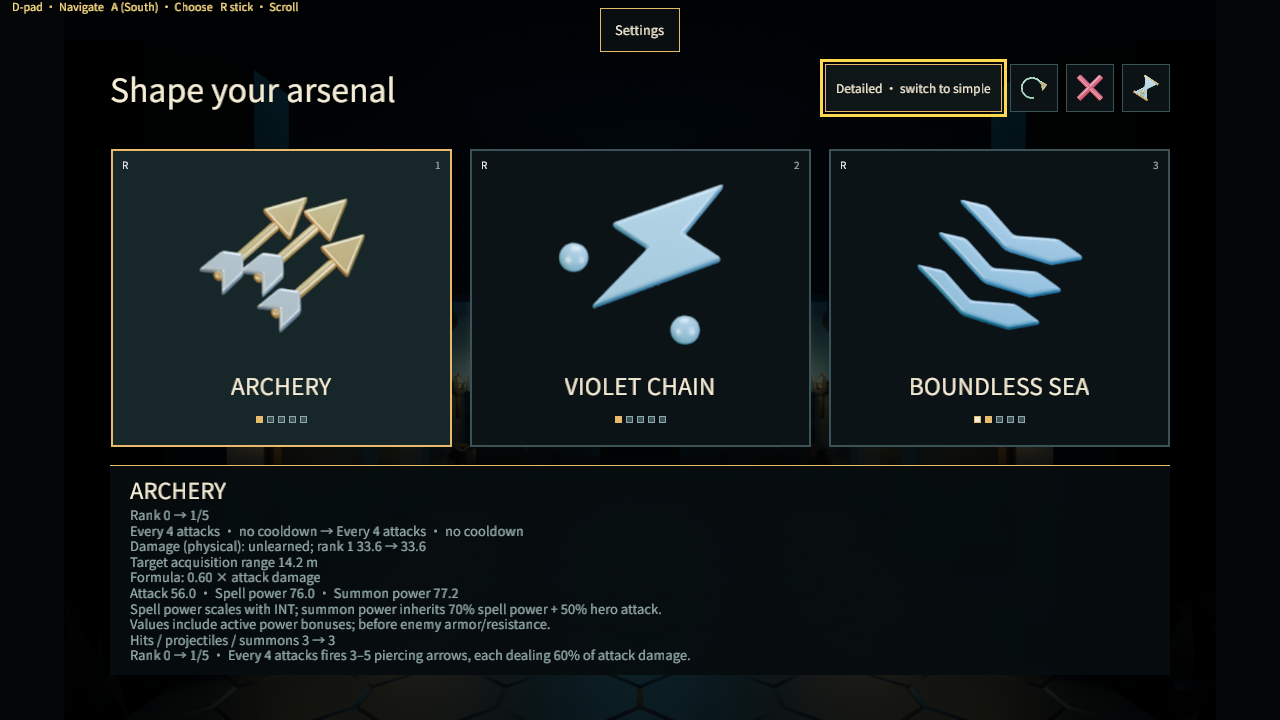 D-pad • Navigate A (South) • Choose R stick • Scroll
Settings
Shape your arsenal
Detailed • switch to simple
R 1
ARCHERY
R 2
VIOLET CHAIN
R 3
BOUNDLESS SEA
ARCHERY
Rank 0 → 1/5
Every 4 attacks • no cooldown → Every 4 attacks • no cooldown
Damage (physical): unlearned; rank 1 33.6 → 33.6
Target acquisition range 14.2 m
Formula: 0.60 × attack damage
Attack 56.0 • Spell power 76.0 • Summon power 77.2
Spell power scales with INT; summon power inherits 70% spell power + 50% hero attack.
Values include active power bonuses; before enemy armor/resistance.
Hits / projectiles / summons 3 → 3
Rank 0 → 1/5 • Every 4 attacks fires 3–5 piercing arrows, each dealing 60% of attack damage.